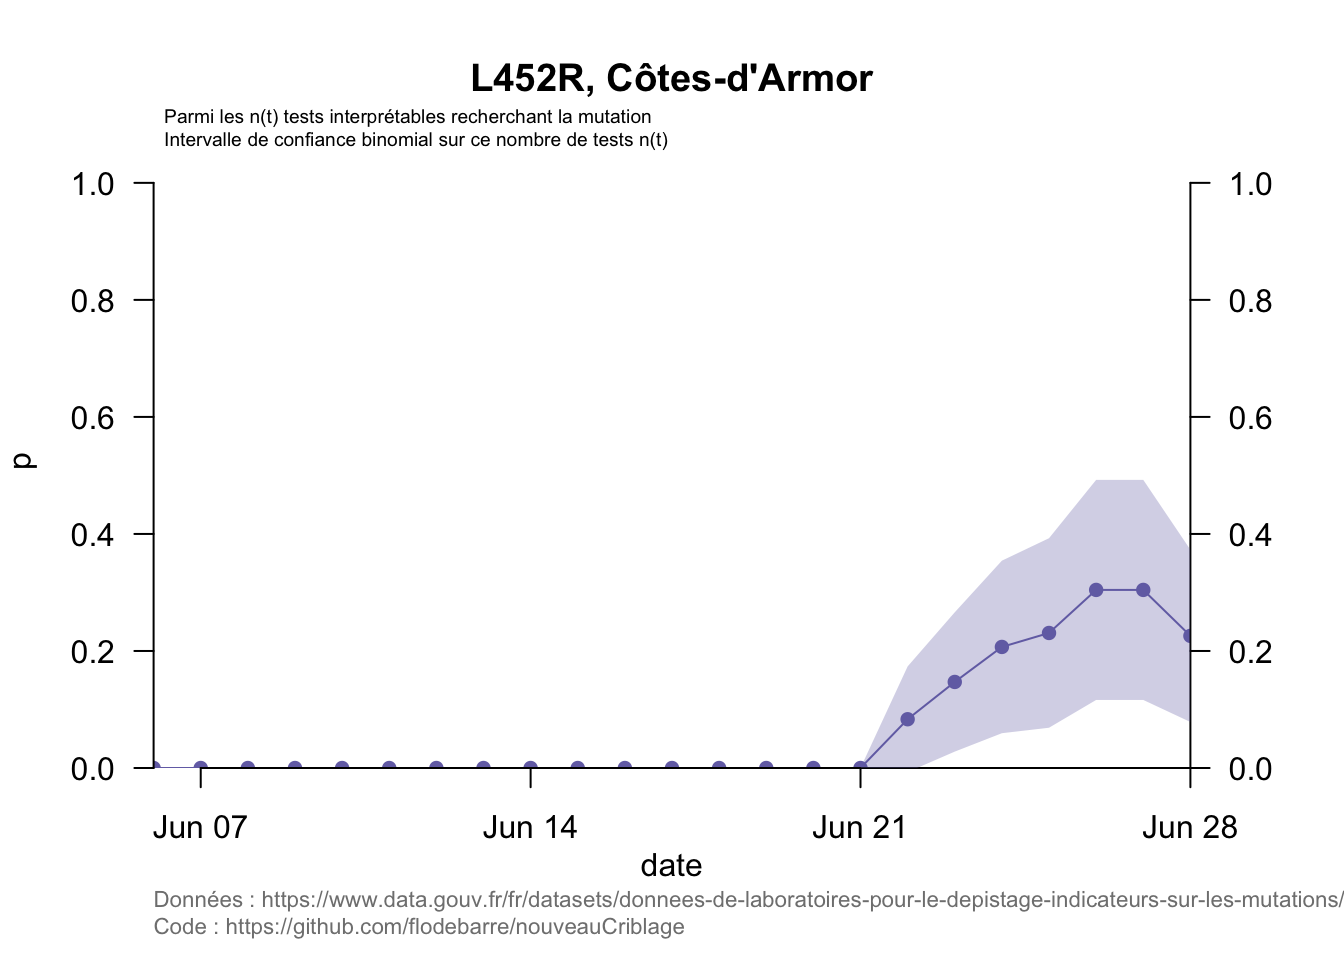 L452R, Côtes-d'Armor
Parmi les n(t) tests interprétables recherchant la mutation
Intervalle de confiance binomial sur ce nombre de tests n(t)
1.0 1.0
0.8 0.8
0.6 0.6
p
0.4 0.4
0.2 0.2
0.0 0.0
Jun 07 Jun 14 Jun 21 Jun 28
date
Données : https://www.data.gouv.fr/fr/datasets/donnees-de-laboratoires-pour-le-depistage-indicateurs-sur-les-mutations/
Code : https://github.com/flodebarre/nouveauCriblage